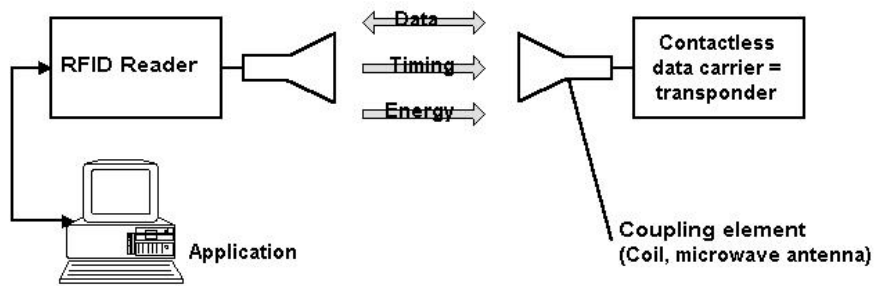 Data
RFID Reader
Timing
Energy
Contactless
data carrier =
transponder
Application
Coupling element
(Coil, microwave antenna)